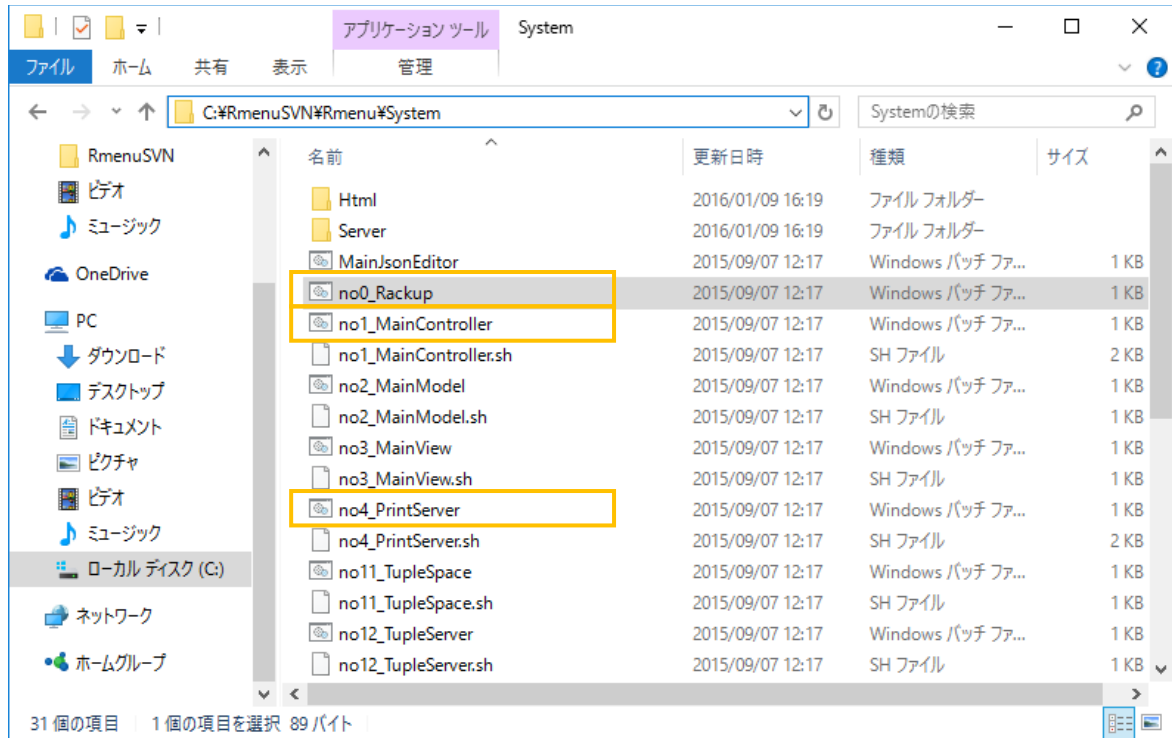 アプリケーション ツール System
ファイル ホーム 共有 表示 管理
C:¥RmenuSVN¥Rmenu¥System Systemの検索
名前 更新日時 種類 サイズ
RmenuSVN
ビデオ
ミュージック
OneDrive
PC
ダウンロード
デスクトップ
ドキュメント
ピクチャ
ビデオ
ミュージック
ローカル ディスク (C:)
ネットワーク
ホームグループ
Html 2016/01/09 16:19 ファイル フォルダー
Server 2016/01/09 16:19 ファイル フォルダー
MainJsonEditor 2015/09/07 12:17 Windows バッチ ファ... 1 KB
no0_Rackup 2015/09/07 12:17 Windows バッチ ファ... 1 KB
no1_MainController 2015/09/07 12:17 Windows バッチ ファ... 1 KB
no1_MainController.sh 2015/09/07 12:17 SH ファイル 2 KB
no2_MainModel 2015/09/07 12:17 Windows バッチ ファ... 1 KB
no2_MainModel.sh 2015/09/07 12:17 SH ファイル 1 KB
no3_MainView 2015/09/07 12:17 Windows バッチ ファ... 1 KB
no3_MainView.sh 2015/09/07 12:17 SH ファイル 1 KB
no4_PrintServer 2015/09/07 12:17 Windows バッチ ファ... 1 KB
no4_PrintServer.sh 2015/09/07 12:17 SH ファイル 2 KB
no11_TupleSpace 2015/09/07 12:17 Windows バッチ ファ... 1 KB
no11_TupleSpace.sh 2015/09/07 12:17 SH ファイル 1 KB
no12_TupleServer 2015/09/07 12:17 Windows バッチ ファ... 1 KB
no12_TupleServer.sh 2015/09/07 12:17 SH ファイル 1 KB
31 個の項目 1 個の項目を選択 89 バイト